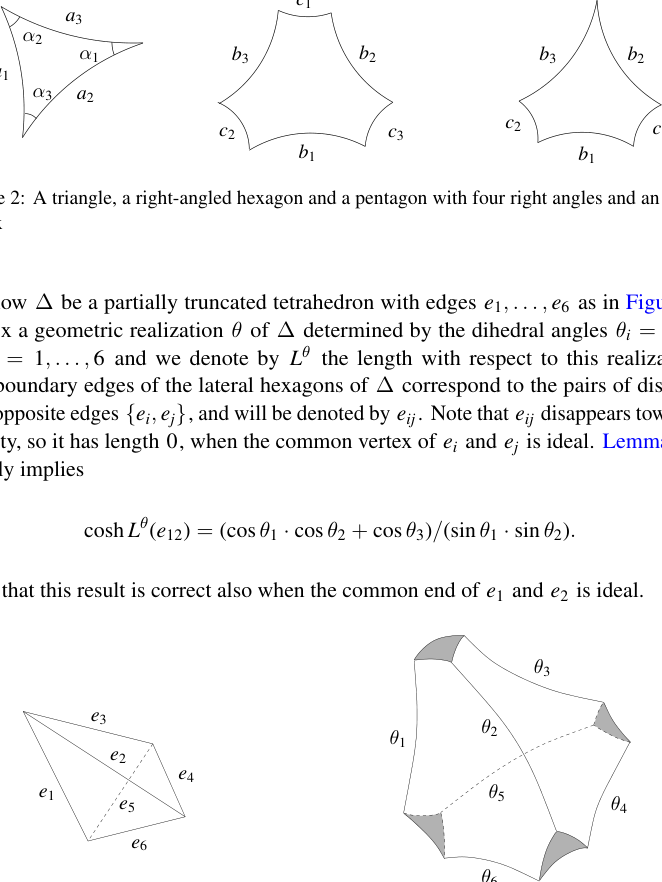 c₁
a₃
α₂
α₁
α₃
a₂
b₃
b₂
c₂
c₃
b₁
b₃
b₂
c₂
b₁
2: A triangle, a right-angled hexagon and a pentagon with four right angles and an
Δ be a partially truncated tetrahedron with edges e₁,…,e₆ as in
a geometric realization θ of Δ determined by the dihedral angles θᵢ =
= 1,…,6 and we denote by L^θ the length with respect to this
boundary edges of the lateral hexagons of Δ correspond to the pairs of
opposite edges {eᵢ,eⱼ}, and will be denoted by eᵢⱼ. Note that eᵢⱼ disappears
so it has length 0, when the common vertex of eᵢ and eⱼ is ideal.
implies
cosh L^θ(e₁₂) = (cos θ₁ · cos θ₂ + cos θ₃)/(sin θ₁ · sin θ₂).
that this result is correct also when the common end of e₁ and e₂ is ideal.
e₃
e₂
e₁
e₄
e₅
e₆
θ₃
θ₁
θ₂
θ₅
θ₄
θ₆